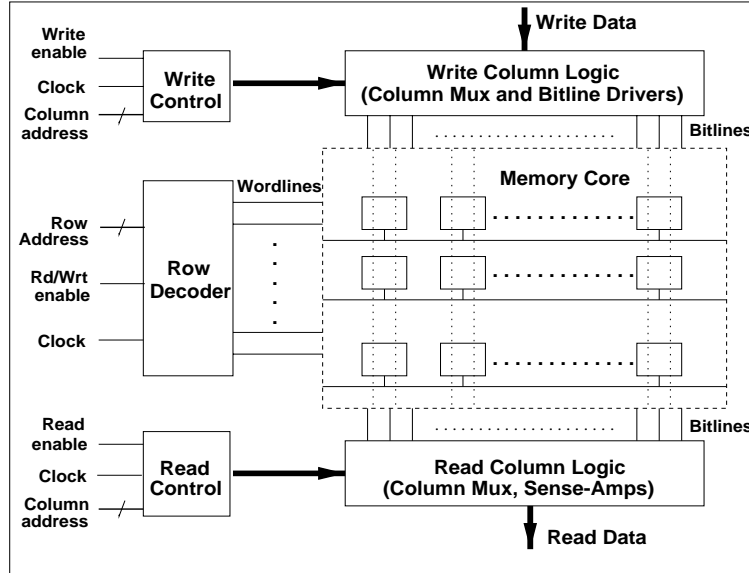 Write Data
Write
enable
Clock
Column
address
Write
Control
Write Column Logic
(Column Mux and Bitline Drivers)
Bitlines
Wordlines
Memory Core
Row
Address
Rd/Wrt
enable
Clock
Row
Decoder
Bitlines
Read
enable
Clock
Column
address
Read
Control
Read Column Logic
(Column Mux, Sense-Amps)
Read Data